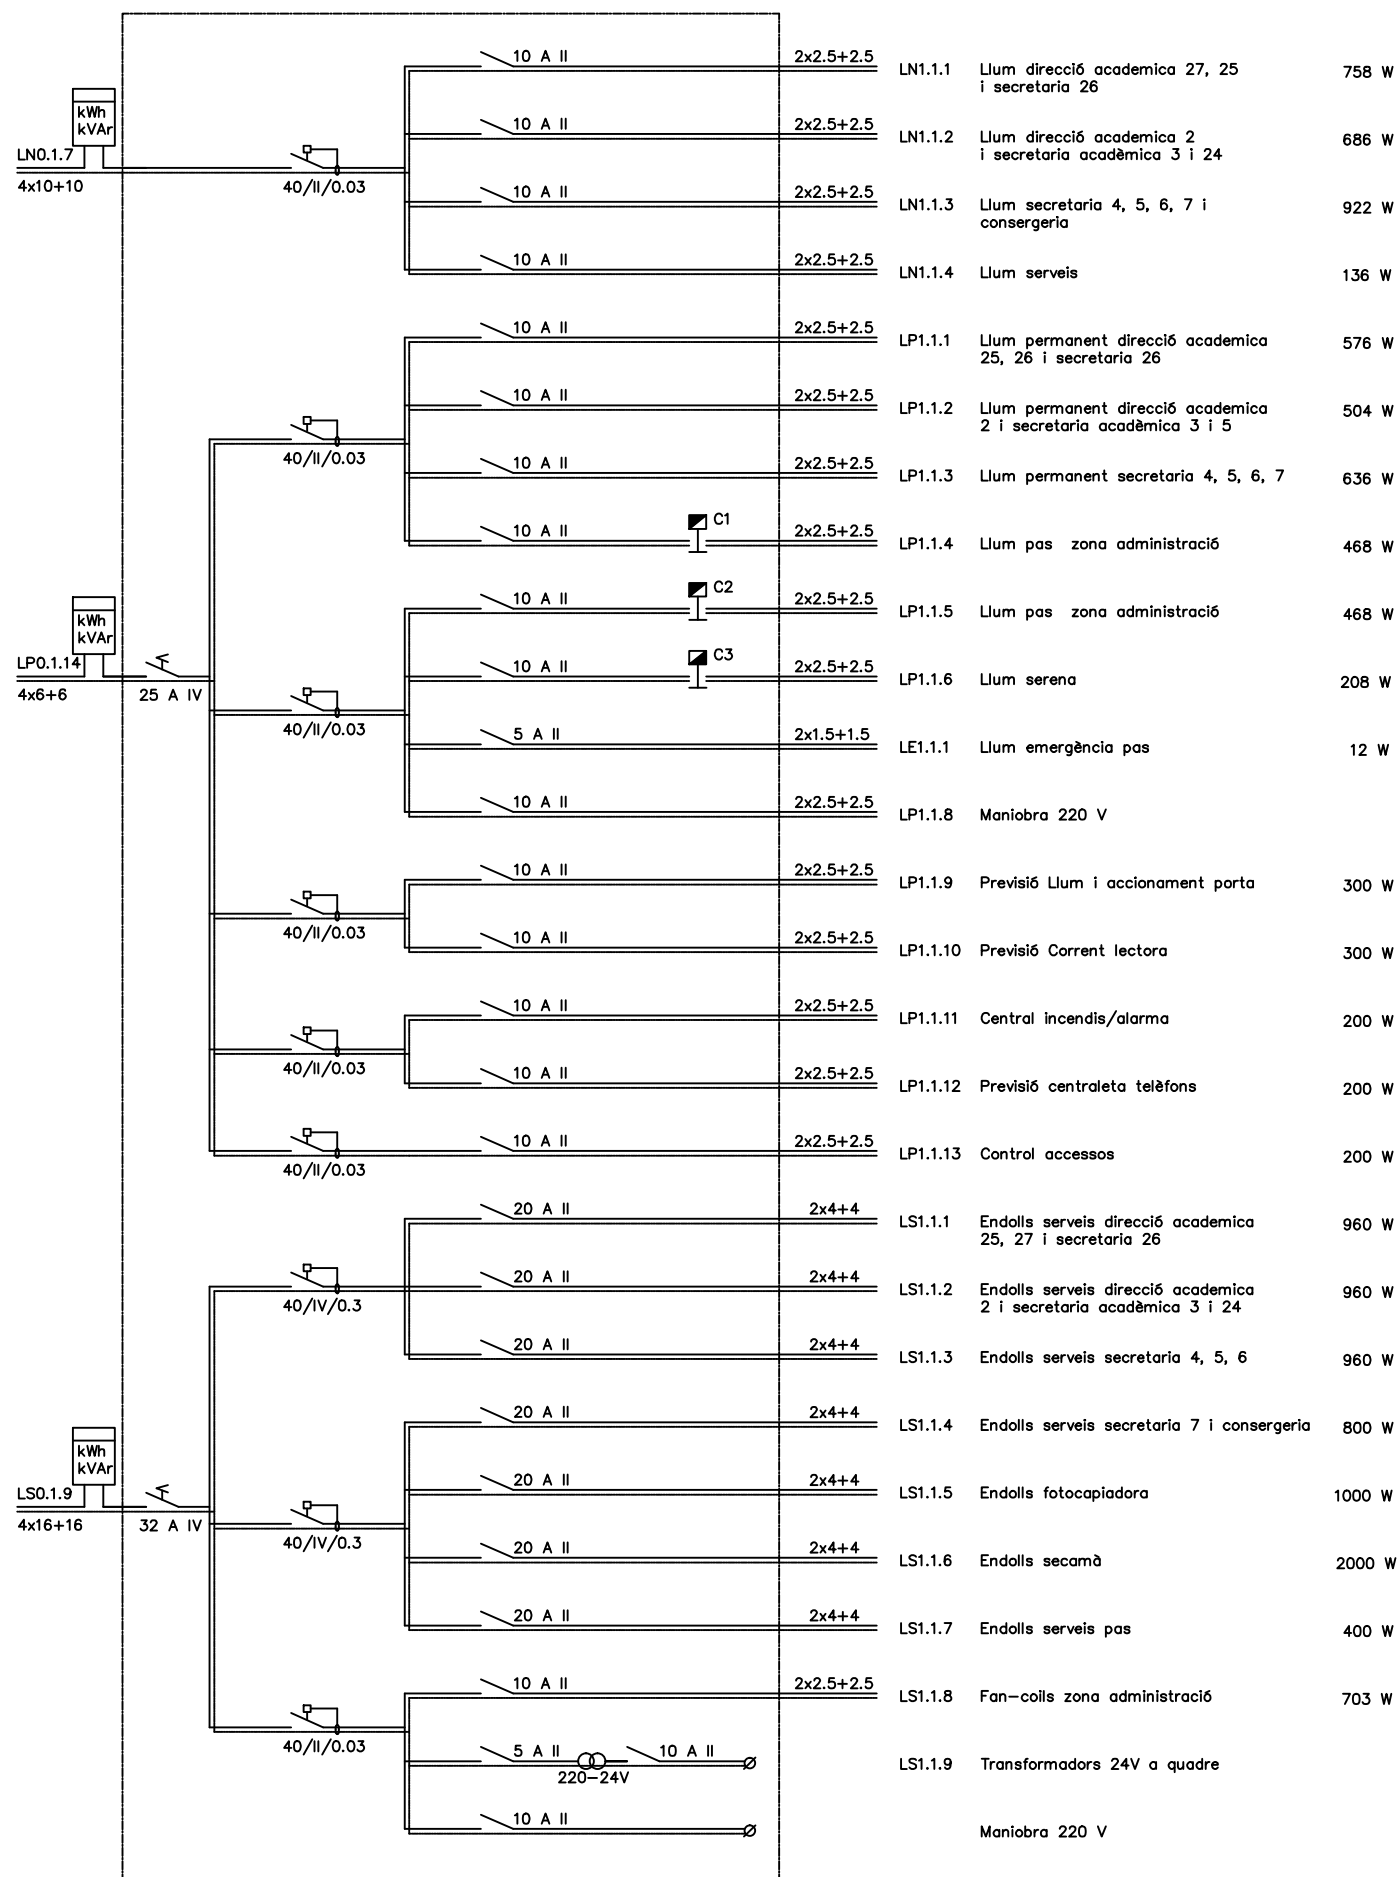 10 A II 2x2.5+2.5 LN1.1.1 Llum direcció academica 27, 25 758 W
i secretaria 26
kWh
kVAr
10 A II 2x2.5+2.5 LN1.1.2 Llum direcció academica 2 686 W
i secretaria acadèmica 3 i 24
LN0.1.7
4x10+10 40/II/0.03
10 A II 2x2.5+2.5 LN1.1.3 Llum secretaria 4, 5, 6, 7 i 922 W
consergeria
10 A II 2x2.5+2.5 LN1.1.4 Llum serveis 136 W
10 A II 2x2.5+2.5 LP1.1.1 Llum permanent direcció academica 576 W
25, 26 i secretaria 26
10 A II 2x2.5+2.5 LP1.1.2 Llum permanent direcció academica 504 W
2 i secretaria acadèmica 3 i 5
40/II/0.03
10 A II 2x2.5+2.5 LP1.1.3 Llum permanent secretaria 4, 5, 6, 7 636 W
10 A II C1 2x2.5+2.5 LP1.1.4 Llum pas zona administració 468 W
10 A II C2 2x2.5+2.5 LP1.1.5 Llum pas zona administració 468 W
kWh
kVAr
LP0.1.14
4x6+6 25 A IV
10 A II C3 2x2.5+2.5 LP1.1.6 Llum serena 208 W
40/II/0.03
5 A II 2x1.5+1.5 LE1.1.1 Llum emergència pas 12 W
10 A II 2x2.5+2.5 LP1.1.8 Maniobra 220 V
10 A II 2x2.5+2.5 LP1.1.9 Previsió Llum i accionament porta 300 W
40/II/0.03
10 A II 2x2.5+2.5 LP1.1.10 Previsió Corrent lectora 300 W
10 A II 2x2.5+2.5 LP1.1.11 Central incendis/alarma 200 W
40/II/0.03
10 A II 2x2.5+2.5 LP1.1.12 Previsió centraleta telèfons 200 W
10 A II 2x2.5+2.5 LP1.1.13 Control accessos 200 W
40/II/0.03
20 A II 2x4+4 LS1.1.1 Endolls serveis direcció academica 960 W
25, 27 i secretaria 26
20 A II 2x4+4 LS1.1.2 Endolls serveis direcció academica 960 W
2 i secretaria acadèmica 3 i 24
40/IV/0.3
20 A II 2x4+4 LS1.1.3 Endolls serveis secretaria 4, 5, 6 960 W
20 A II 2x4+4 LS1.1.4 Endolls serveis secretaria 7 i consergeria 800 W
kWh
kVAr
LS0.1.9
4x16+16 32 A IV
20 A II 2x4+4 LS1.1.5 Endolls fotocapiadora 1000 W
40/IV/0.3
20 A II 2x4+4 LS1.1.6 Endolls secamà 2000 W
20 A II 2x4+4 LS1.1.7 Endolls serveis pas 400 W
10 A II 2x2.5+2.5 LS1.1.8 Fan-coils zona administració 703 W
40/II/0.03
5 A II 10 A II LS1.1.9 Transformadors 24V a quadre
220-24V
10 A II Maniobra 220 V